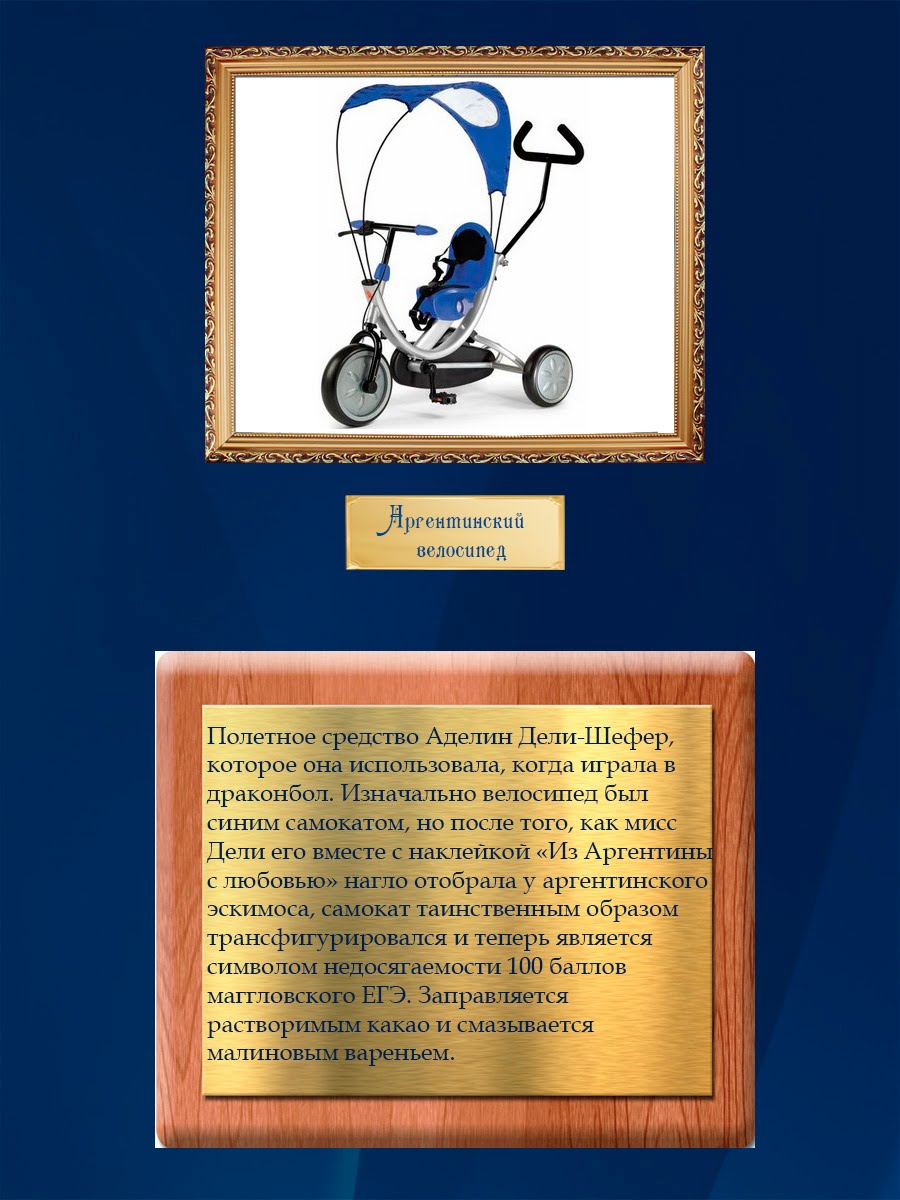 Аргентинский
велосипед
Полетное средство Аделин Дели-Шефер,
которое она использовала, когда играла в
драконбол. Изначально велосипед был
синим самокатом, но после того, как мисс
Дели его вместе с наклейкой «Из Аргентины
с любовью» нагло отобрала у аргентинского
эскимоса, самокат таинственным образом
трансфигурировался и теперь является
символом недосягаемости 100 баллов
маггловского ЕГЭ. Заправляется
растворимым какао и смазывается
малиновым вареньем.